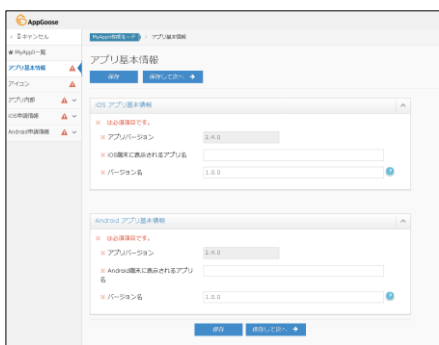 AppGoose
キャンセル
MyAppli作成モード
アプリ基本情報
MyAppli一覧
アプリ基本情報
アイコン
アプリ内部
iOS申請情報
Android申請情報
アプリ基本情報
保存
保存して次へ
iOS アプリ基本情報
※ は必須項目です。
※ アプリバージョン
2.4.0
※ iOS端末に表示されるアプリ名
※ バージョン名
1.0.0
Android アプリ基本情報
※ は必須項目です。
※ アプリバージョン
2.4.0
※ Android端末に表示されるアプリ
名
※ バージョン名
1.0.0
保存
保存して次へ